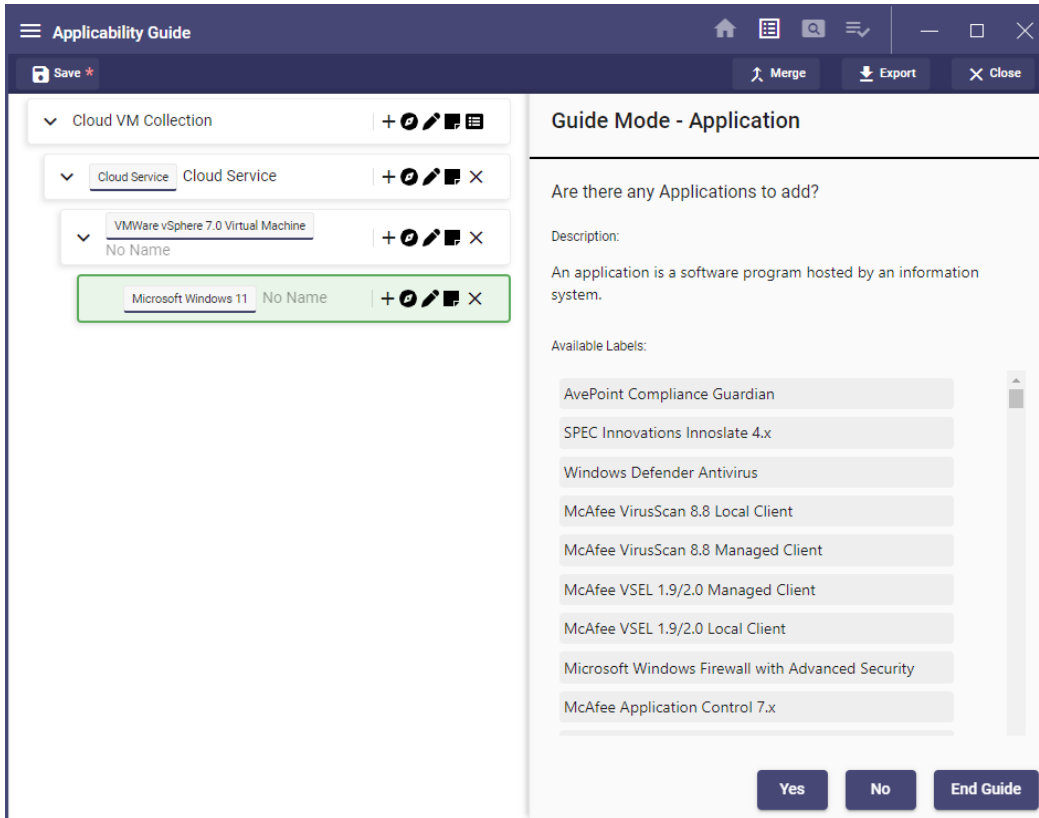 Applicability Guide
Save *
Merge
Export
Close
Cloud VM Collection
Cloud Service Cloud Service
VMWare vSphere 7.0 Virtual Machine
No Name
Microsoft Windows 11 No Name
Guide Mode - Application
Are there any Applications to add?
Description:
An application is a software program hosted by an information
system.
Available Labels:
AvePoint Compliance Guardian
SPEC Innovations Innoslate 4.x
Windows Defender Antivirus
McAfee VirusScan 8.8 Local Client
McAfee VirusScan 8.8 Managed Client
McAfee VSEL 1.9/2.0 Managed Client
McAfee VSEL 1.9/2.0 Local Client
Microsoft Windows Firewall with Advanced Security
McAfee Application Control 7.x
Yes
No
End Guide